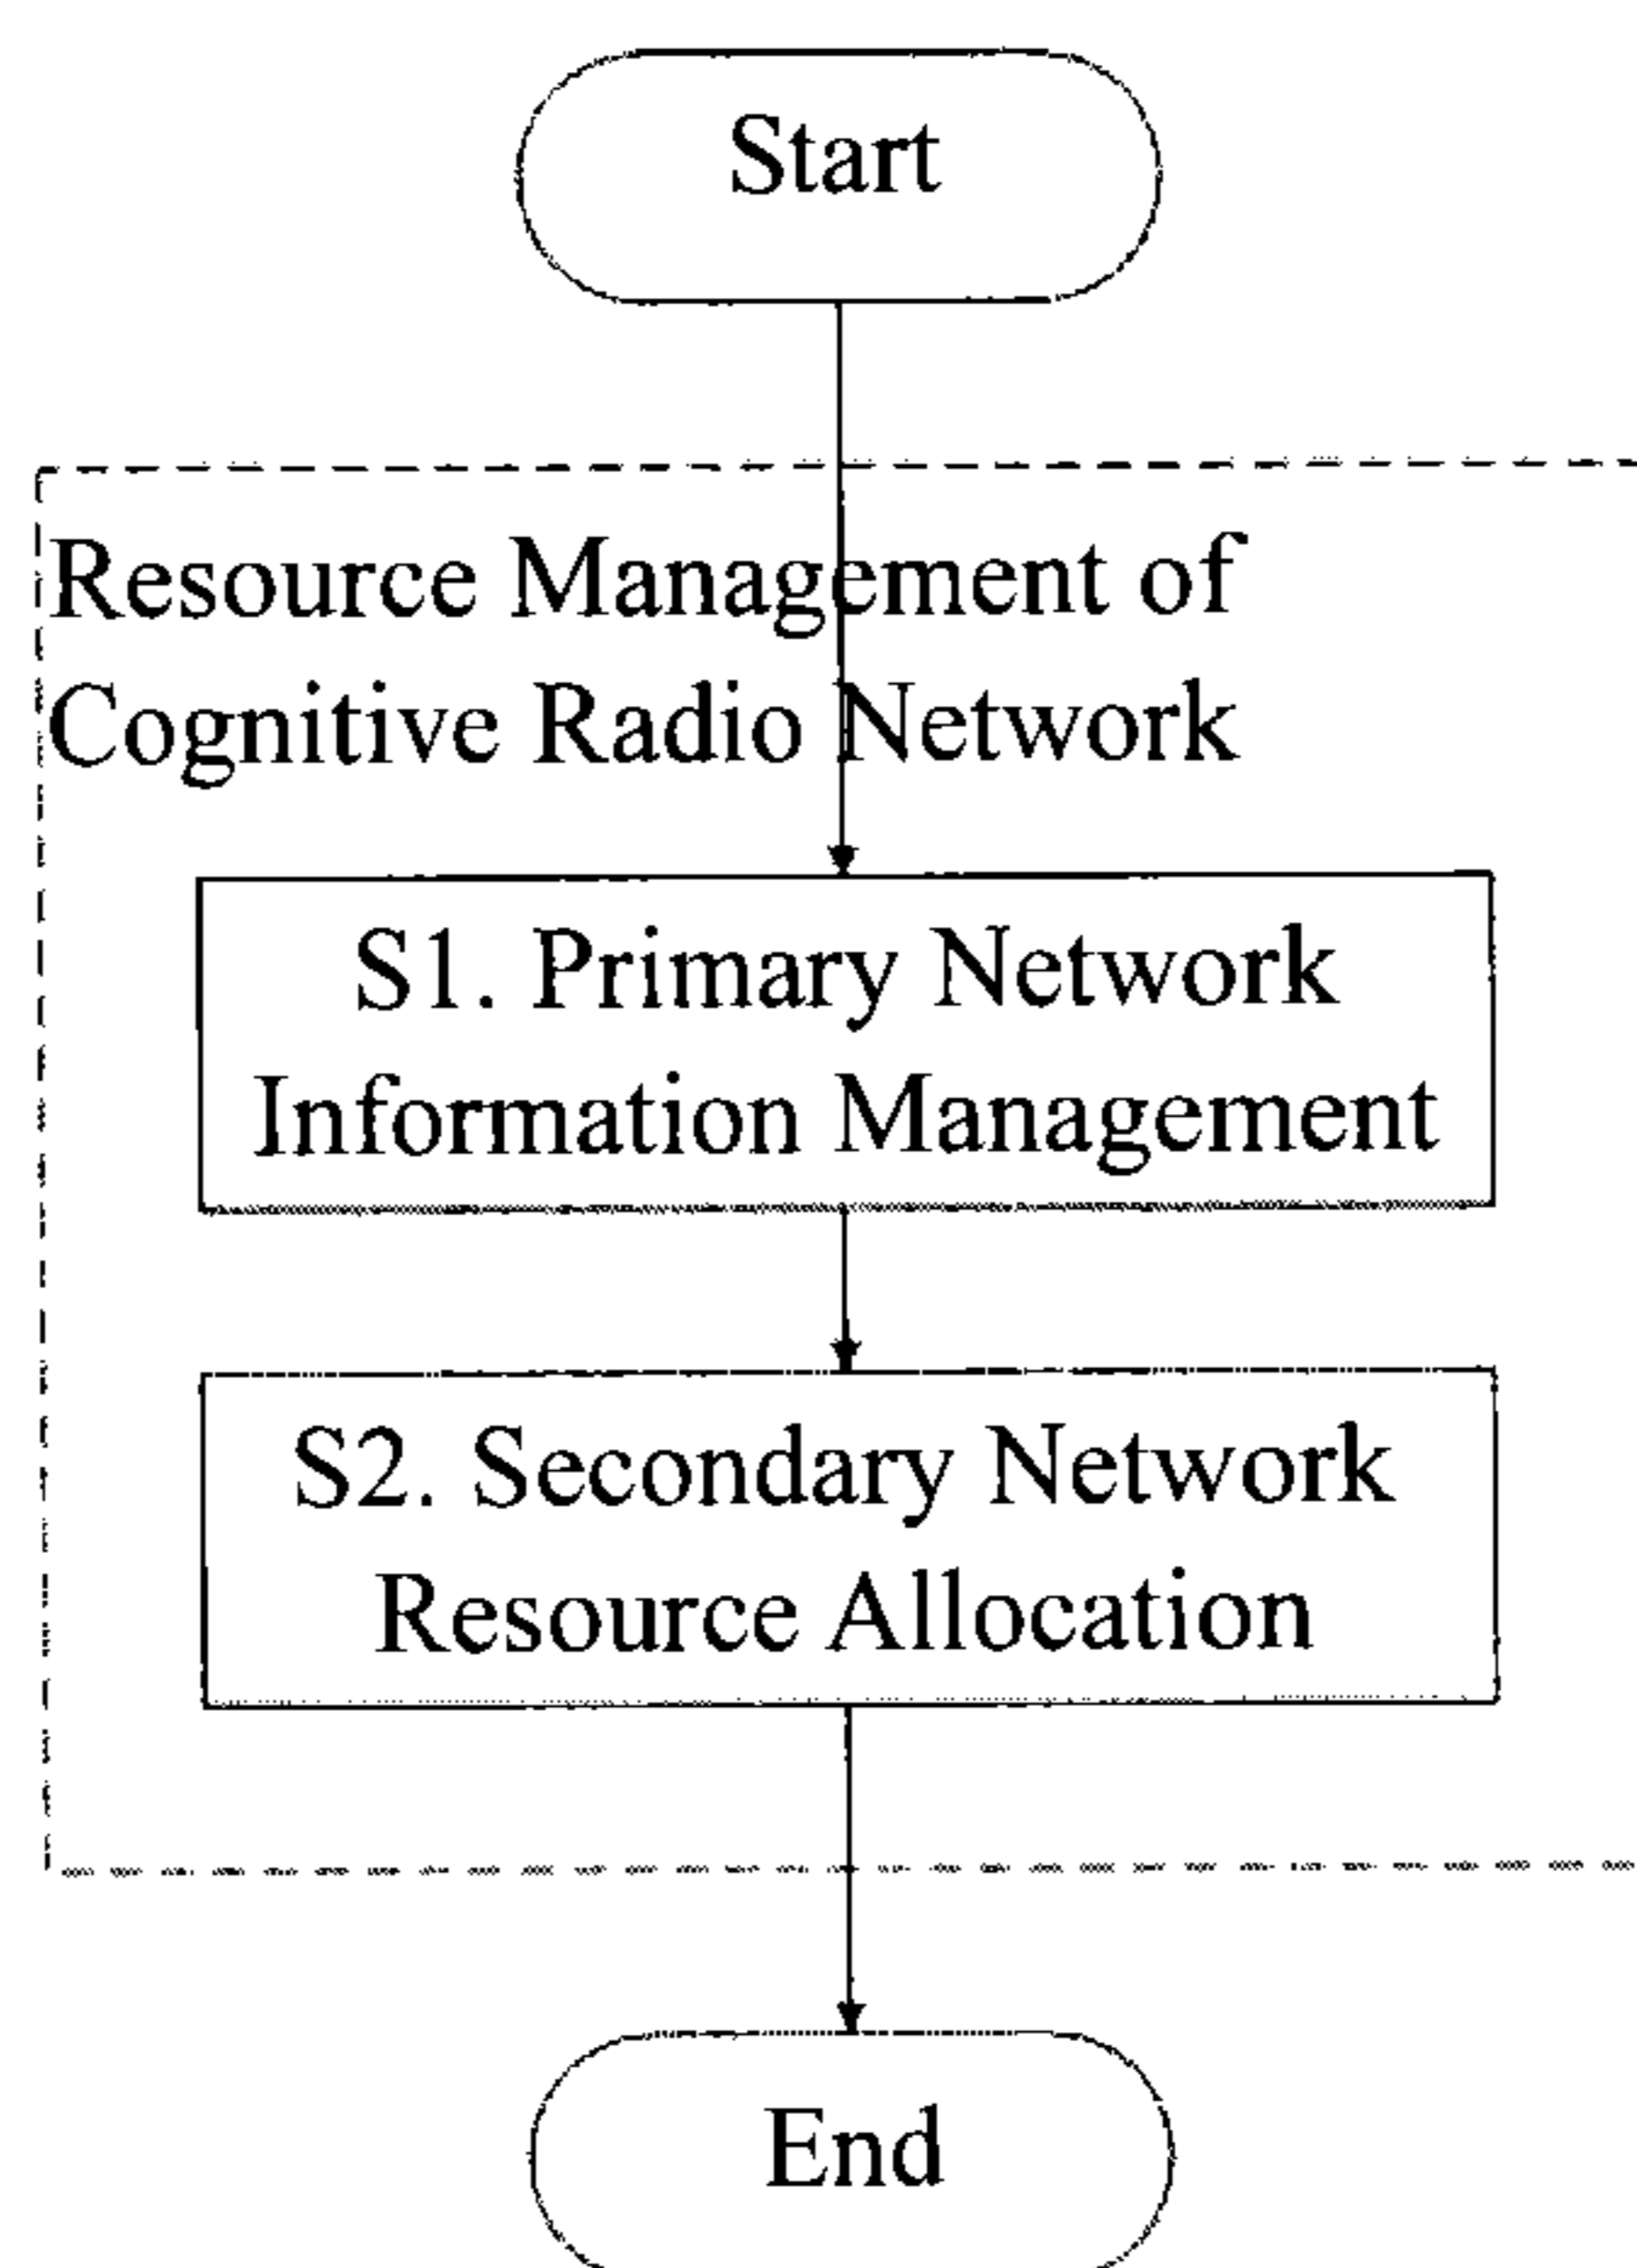 Start
Resource Management of
Cognitive Radio Network
S1. Primary Network
Information Management
S2. Secondary Network
Resource Allocation
End